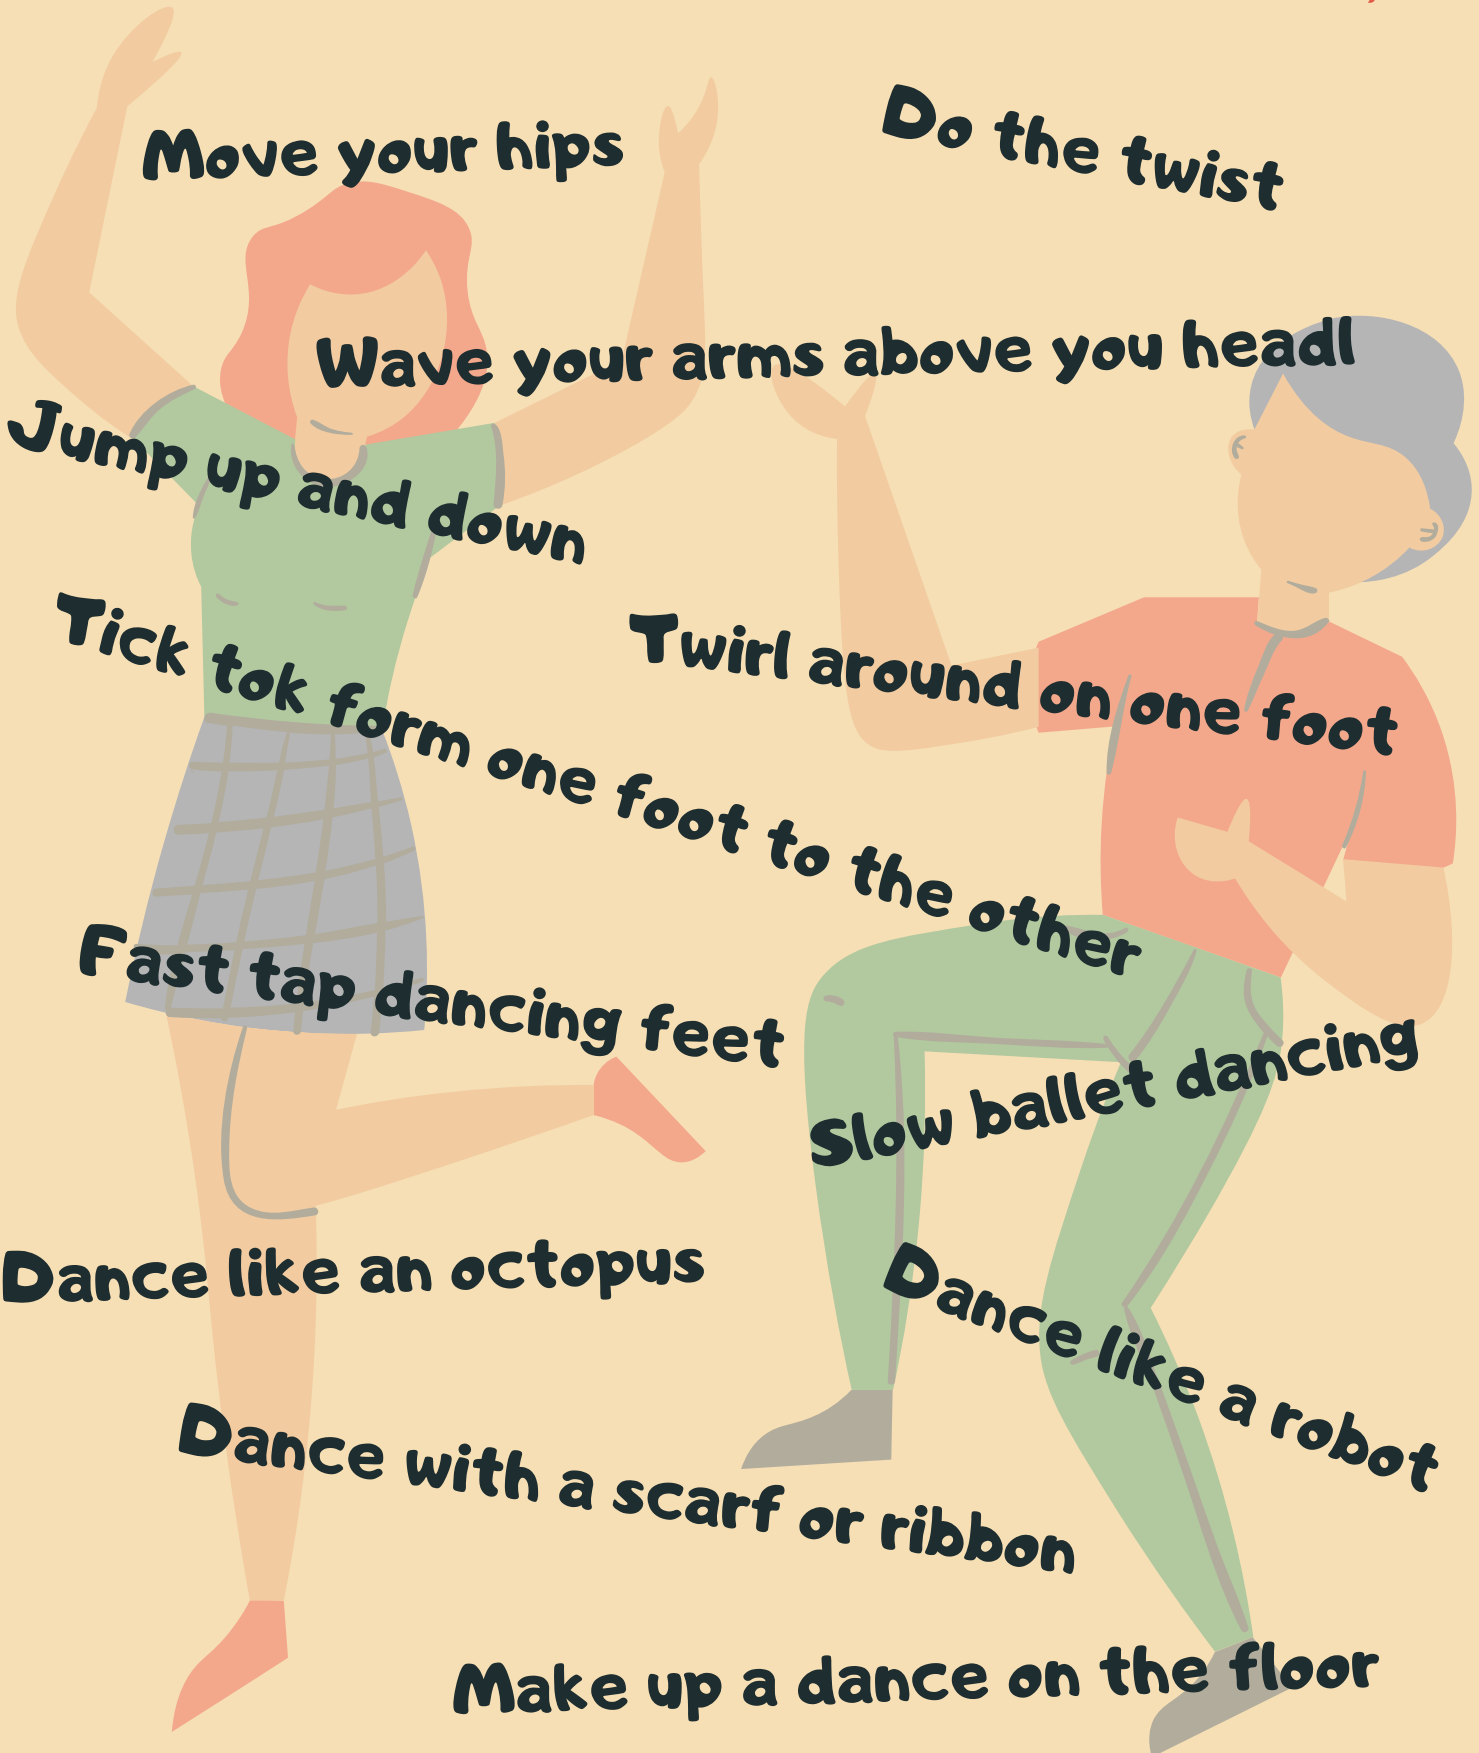 Move your hips
Do the twist
Wave your arms above you headl
Jump up and down
Tick tok form one foot to the other
Twirl around on one foot
Fast tap dancing feet
Slow ballet dancing
Dance like an octopus
Dance like a robot
Dance with a scarf or ribbon
Make up a dance on the floor